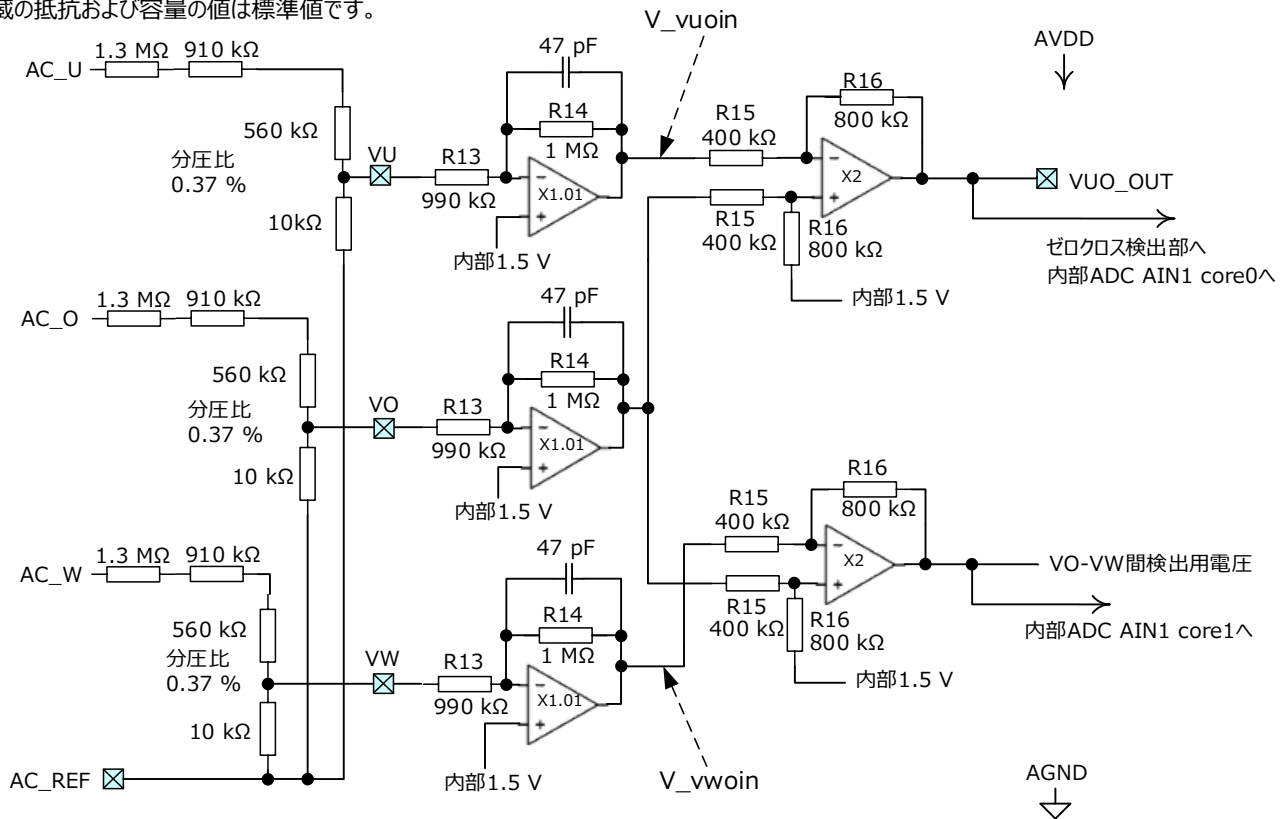 蔵の抵抗および容量の値は標準値です。
V_vuoin
AVDD
1.3 MΩ 910 kΩ
AC_U
560 kΩ
分圧比
0.37 %
10kΩ
VU
R13
990 kΩ
47 pF
R14
1 MΩ
X1.01
内部1.5 V
R15
400 kΩ
R16
800 kΩ
X2
R15
400 kΩ
R16
800 kΩ
内部1.5 V
VUO_OUT
ゼロクロス検出部へ
内部ADC AIN1 core0へ
1.3 MΩ 910 kΩ
AC_O
560 kΩ
分圧比
0.37 %
10 kΩ
VO
R13
990 kΩ
47 pF
R14
1 MΩ
X1.01
内部1.5 V
1.3 MΩ 910 kΩ
AC_W
560 kΩ
分圧比
0.37 %
10 kΩ
VW
R13
990 kΩ
47 pF
R14
1 MΩ
X1.01
内部1.5 V
R15
400 kΩ
R16
800 kΩ
X2
R15
400 kΩ
R16
800 kΩ
内部1.5 V
VO-VW間検出用電圧
内部ADC AIN1 core1へ
AC_REF
V_vwoin
AGND